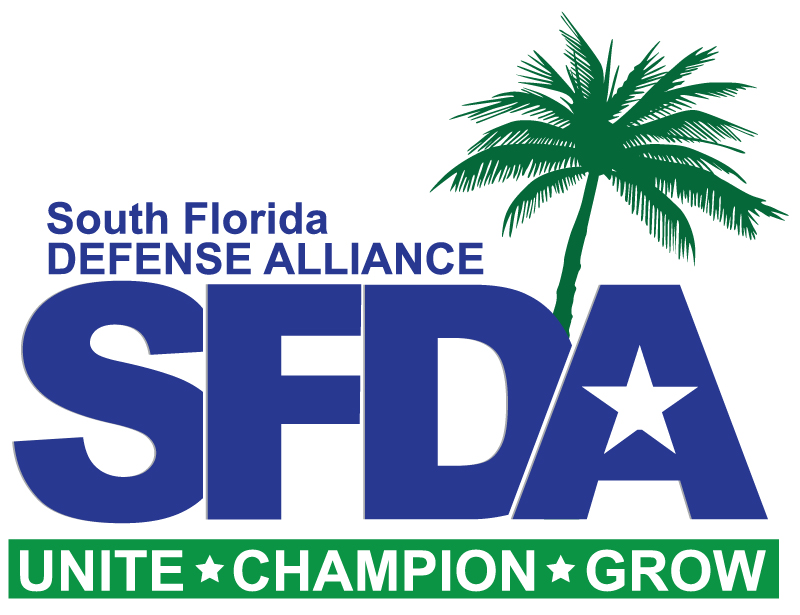 South Florida
DEFENSE ALLIANCE
SFDA
UNITE★CHAMPION★GROW